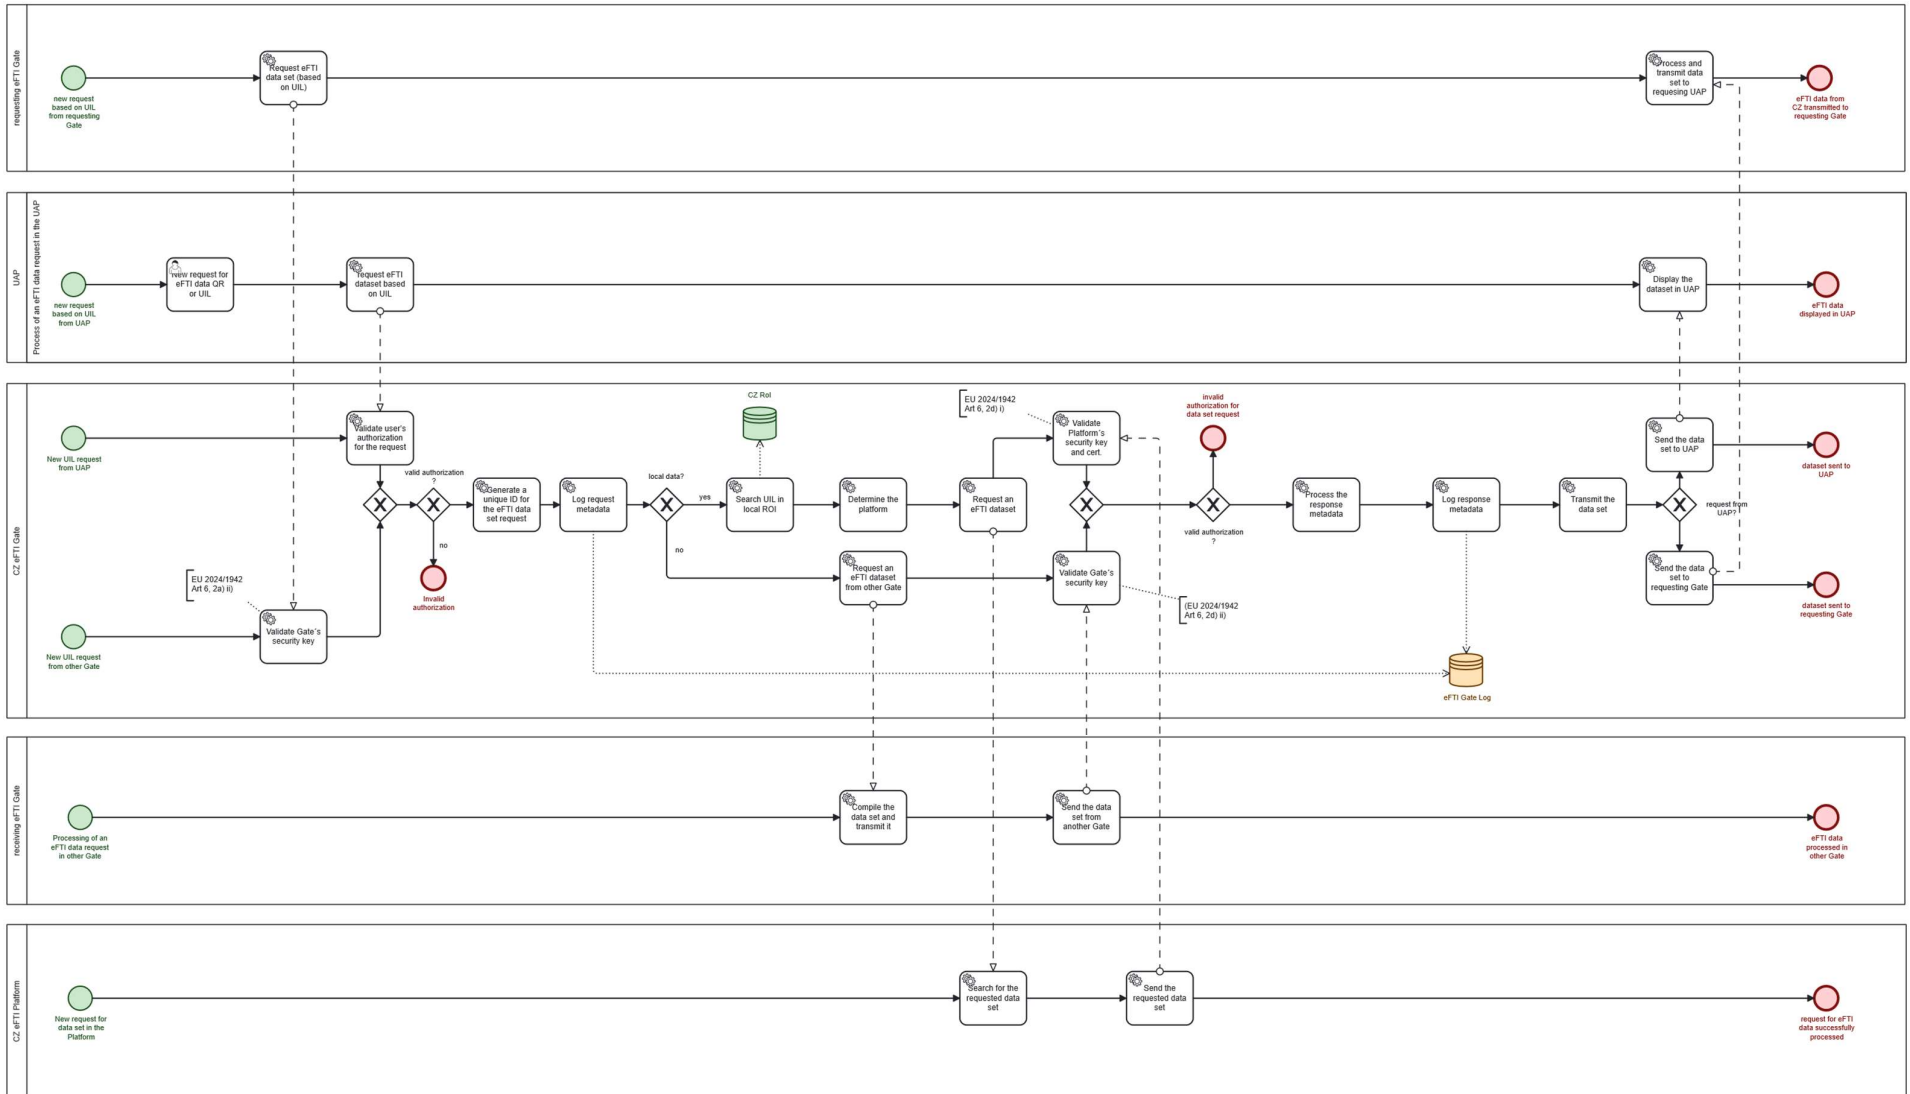 requesting eFTI Gate
new request
based on UIL
from requesting
Gate
Request eFTI
data set (based
on UIL)
Process and
transmit data
set to
requesing UAP
eFTI data from
CZ transmitted to
requesting Gate
UAP
Process of an eFTI data request in the UAP
new request
based on UIL
from UAP
New request for
eFTI data QR
or UIL
request eFTI
dataset based
on UIL
Display the
dataset in UAP
eFTI data
displayed in UAP
CZ eFTI Gate
New UIL request
from UAP
Validate user's
authorization
for the request
EU 2024/1942
Art 6, 2a) ii)
New UIL request
from other Gate
Validate Gate's
security key
valid authorization
?
no
Invalid
authorization
Generate a
unique ID for
the eFTI data
set request
Log request
metadata
local data?
yes
no
CZ RoI
Search UIL in
local ROI
Determine the
platform
Request an
eFTI dataset
Request an
eFTI dataset
from other Gate
EU 2024/1942
Art 6, 2d) i)
Validate
Platform's
security key
and cert.
Validate Gate's
security key
(EU 2024/1942
Art 6, 2d) ii)
invalid
authorization for
data set request
valid authorization
?
Process the
response
metadata
Log response
metadata
eFTI Gate Log
Transmit the
data set
request from
UAP?
Send the data
set to UAP
dataset sent to
UAP
Send the data
set to
requesting Gate
dataset sent to
requesting Gate
receiving eFTI Gate
Processing of an
eFTI data request
in other Gate
Compile the
data set and
transmit it
Send the data
set from
another Gate
eFTI data
processed in
other Gate
CZ eFTI Platform
New request for
data set in the
Platform
Search for the
requested data
set
Send the
requested data
set
request for eFTI
data successfully
processed